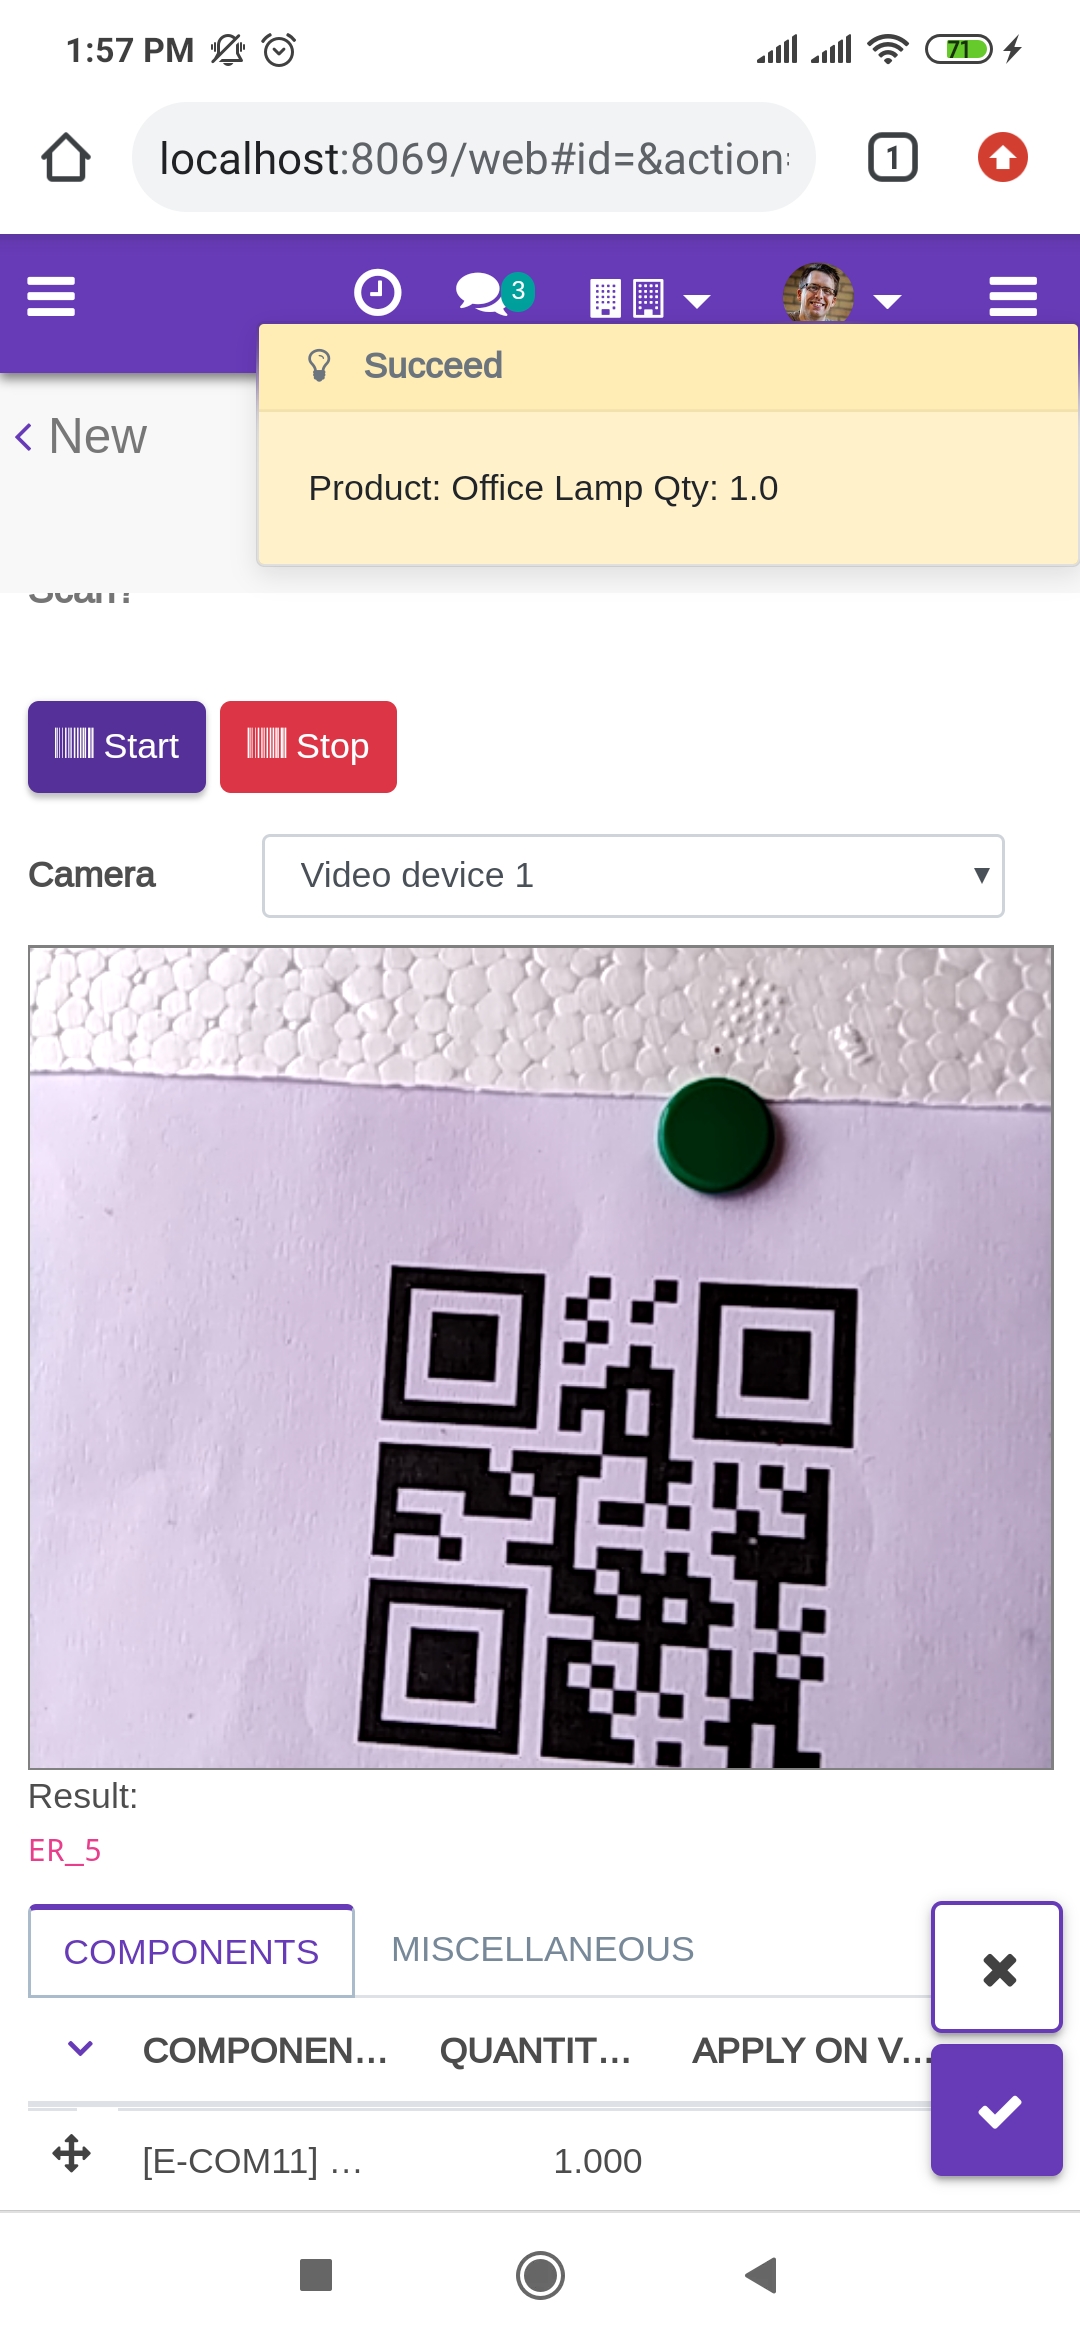 1:57 PM
71
localhost:8069/web#id=&action
1
3
Succeed
Product: Office Lamp Qty: 1.0
New
Scan!
Start
Stop
Camera
Video device 1
Result:
ER_5
COMPONENTS
MISCELLANEOUS
COMPONEN...
QUANTIT...
APPLY ON V...
[E-COM11] ...
1.000